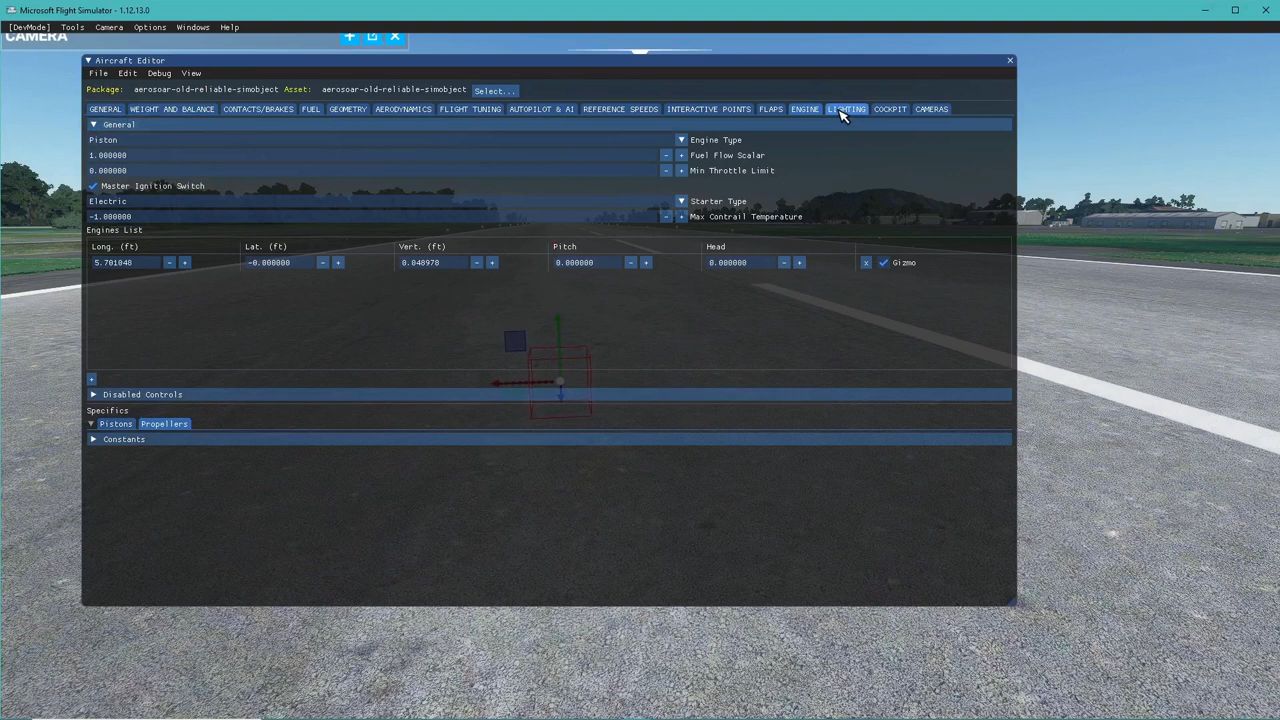 Microsoft Flight Simulator - 1.12.13.0
[DevMode] Tools Camera Options Windows Help
CAMERA
Aircraft Editor
File Edit Debug View
Package: aerosoar-old-reliable-simobject Asset: aerosoar-old-reliable-simobject Select...
GENERAL WEIGHT AND BALANCE CONTACTS/BRAKES FUEL GEOMETRY AERODYNAMICS FLIGHT TUNING AUTOPILOT & AI REFERENCE SPEEDS INTERACTIVE POINTS FLAPS ENGINE LIGHTING COCKPIT CAMERAS
General
Piston Engine Type
1.000000 - + Fuel Flow Scalar
0.000000 - + Min Throttle Limit
Master Ignition Switch
Electric Starter Type
-1.000000 - + Max Contrail Temperature
Engines List
Long. (ft) Lat. (ft) Vert. (ft) Pitch Head
5.701048 - + -0.000000 - + 0.048978 - + 0.000000 - + 0.000000 - + x Gizmo
+
Disabled Controls
Specifics
Pistons Propellers
Constants